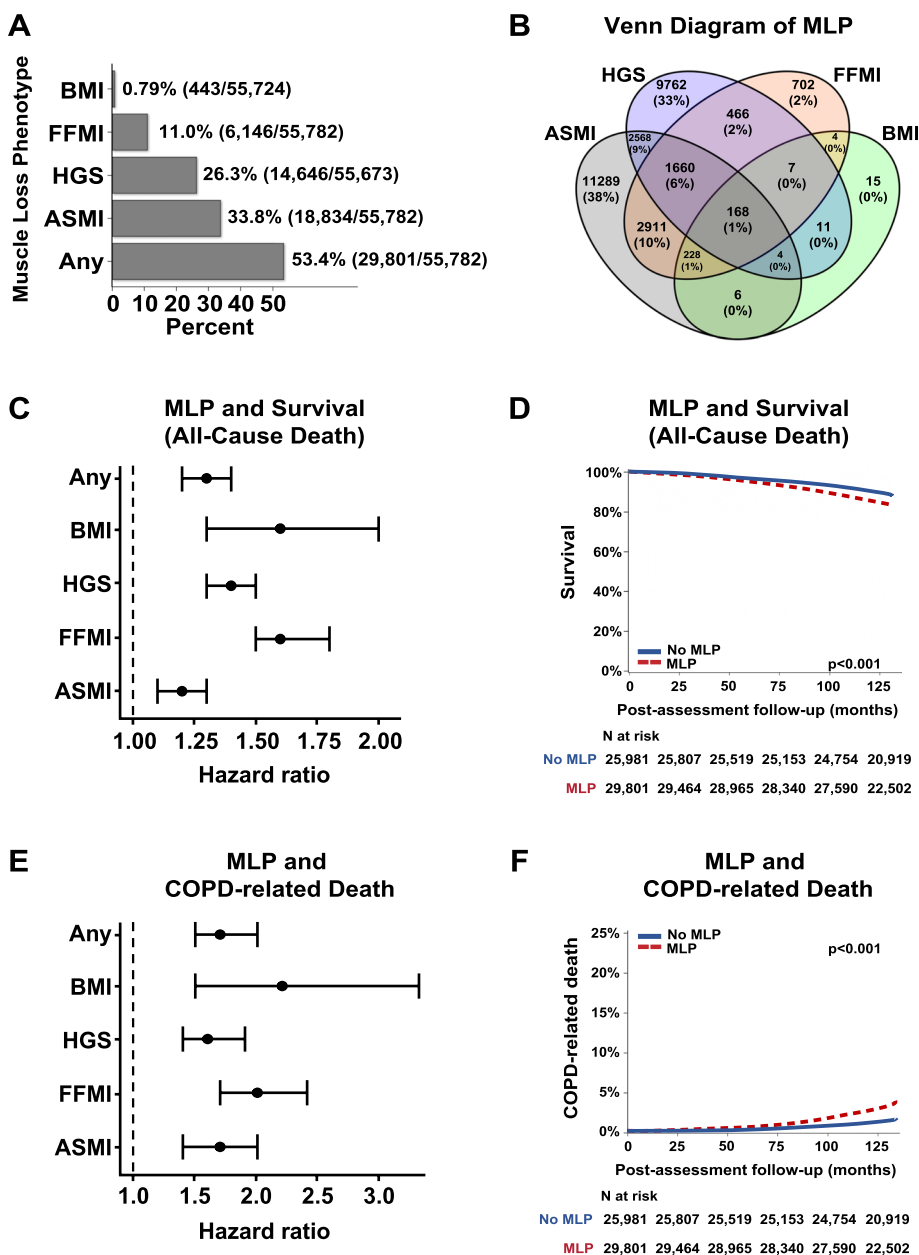 A
Muscle Loss Phenotype
BMI 0.79% (443/55,724)
FFMI 11.0% (6,146/55,782)
HGS 26.3% (14,646/55,673)
ASMI 33.8% (18,834/55,782)
Any 53.4% (29,801/55,782)
0 10 20 30 40 50
Percent
B
Venn Diagram of MLP
HGS FFMI
ASMI BMI
9762
(33%)
702
(2%)
466
(2%)
2568
(9%)
4
(0%)
11289
(38%)
1660
(6%)
7
(0%)
15
(0%)
168
(1%)
2911
(10%)
11
(0%)
228
(1%)
4
(0%)
6
(0%)
C
MLP and Survival
(All-Cause Death)
Any
BMI
HGS
FFMI
ASMI
1.00 1.25 1.50 1.75 2.00
Hazard ratio
D
MLP and Survival
(All-Cause Death)
Survival
100%
80%
60%
40%
20%
0%
No MLP
MLP
p<0.001
0 25 50 75 100 125
Post-assessment follow-up (months)
N at risk
No MLP 25,981 25,807 25,519 25,153 24,754 20,919
MLP 29,801 29,464 28,965 28,340 27,590 22,502
E
MLP and
COPD-related Death
Any
BMI
HGS
FFMI
ASMI
1.0 1.5 2.0 2.5 3.0
Hazard ratio
F
MLP and
COPD-related Death
COPD-related death
25%
20%
15%
10%
5%
0%
No MLP
MLP
p<0.001
0 25 50 75 100 125
Post-assessment follow-up (months)
N at risk
No MLP 25,981 25,807 25,519 25,153 24,754 20,919
MLP 29,801 29,464 28,965 28,340 27,590 22,502